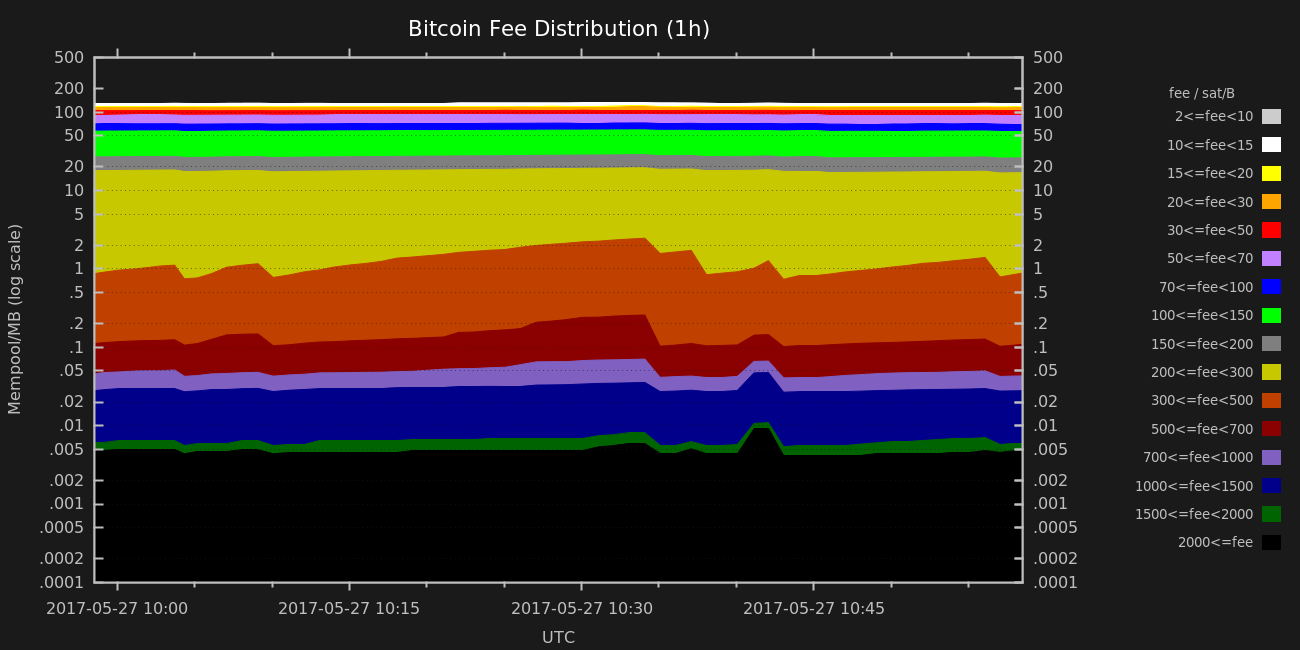 Bitcoin Fee Distribution (1h)
Mempool/MB (log scale)
500
200
100
50
20
10
5
2
1
.5
.2
.1
.05
.02
.01
.005
.002
.001
.0005
.0002
.0001
500
200
100
50
20
10
5
2
1
.5
.2
.1
.05
.02
.01
.005
.002
.001
.0005
.0002
.0001
2017-05-27 10:00
2017-05-27 10:15
2017-05-27 10:30
2017-05-27 10:45
UTC
fee / sat/B
2<=fee<10
10<=fee<15
15<=fee<20
20<=fee<30
30<=fee<50
50<=fee<70
70<=fee<100
100<=fee<150
150<=fee<200
200<=fee<300
300<=fee<500
500<=fee<700
700<=fee<1000
1000<=fee<1500
1500<=fee<2000
2000<=fee